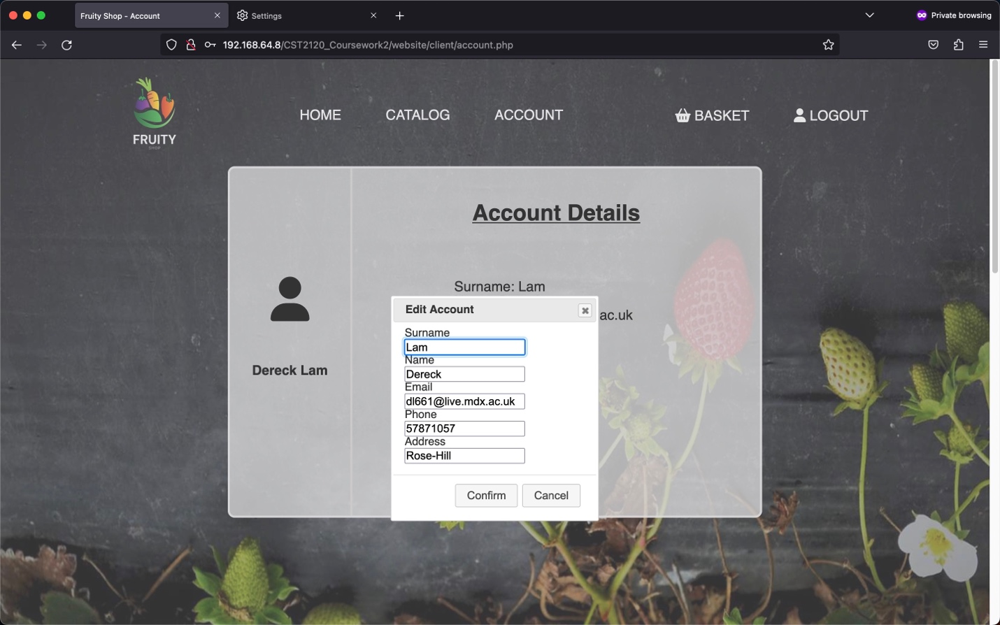 Fruity Shop - Account
Settings
Private browsing
192.168.64.8/CST2120_Coursework2/website/client/account.php
FRUITY
SHOP
HOME
CATALOG
ACCOUNT
BASKET
LOGOUT
Account Details
Surname: Lam
ac.uk
Dereck Lam
Edit Account
Surname
Lam
Name
Dereck
Email
dl661@live.mdx.ac.uk
Phone
57871057
Address
Rose-Hill
Confirm
Cancel